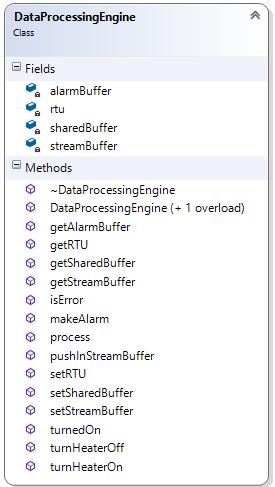 DataProcessingEngine
Class
Fields
alarmBuffer
rtu
sharedBuffer
streamBuffer
Methods
~DataProcessingEngine
DataProcessingEngine (+ 1 overload)
getAlarmBuffer
getRTU
getSharedBuffer
getStreamBuffer
isError
makeAlarm
process
pushInStreamBuffer
setRTU
setSharedBuffer
setStreamBuffer
turnedOn
turnHeaterOff
turnHeaterOn